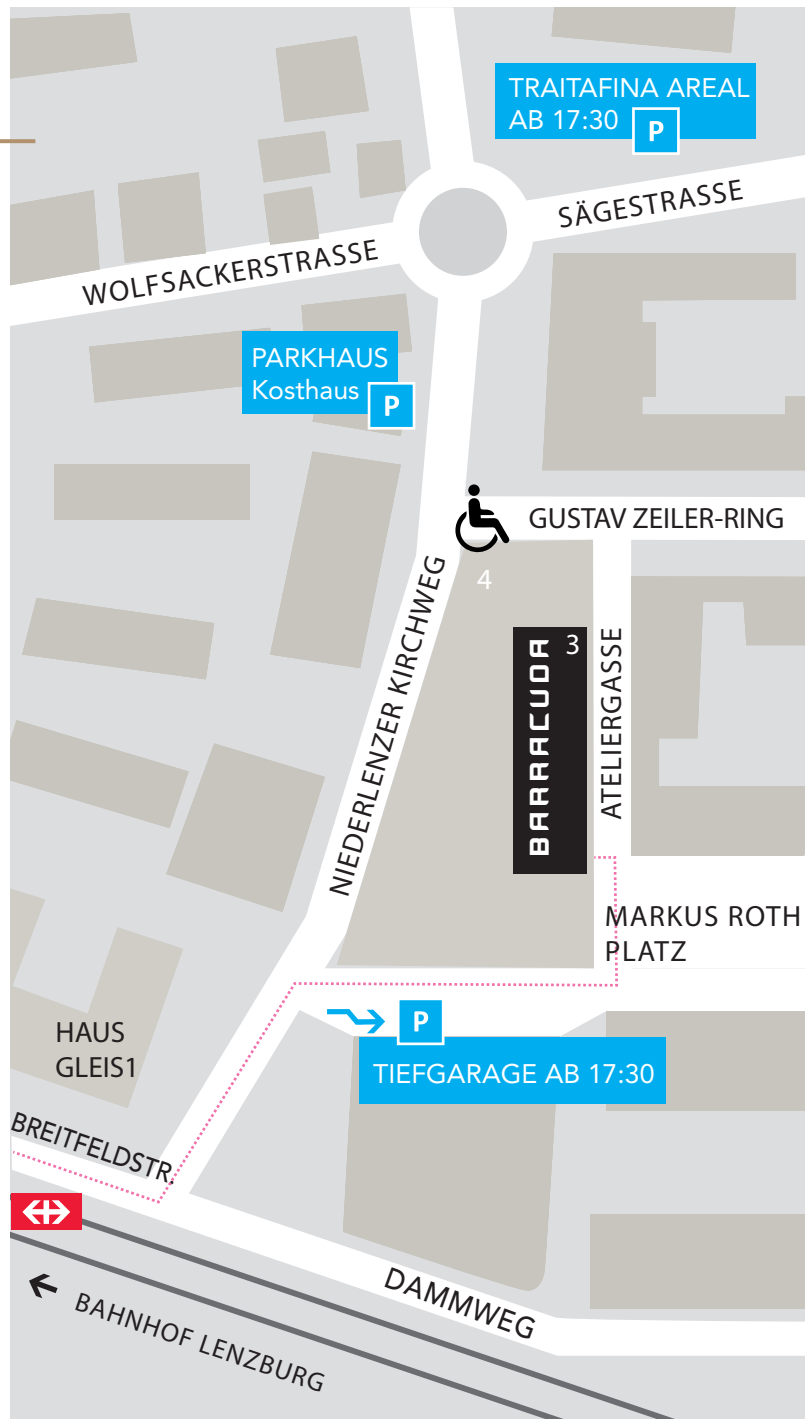 TRAITAFINA AREAL
AB 17:30 P
SÄGESTRASSE
WOLFSACKERSTRASSE
PARKHAUS
Kosthaus P
GUSTAV ZEILER-RING
4
3
BARRACUDA
ATELIERGASSE
NIEDERLENZER KIRCHWEG
MARKUS ROTH
PLATZ
P
TIEFGARAGE AB 17:30
HAUS
GLEIS1
BREITFELDSTR.
DAMMWEG
BAHNHOF LENZBURG